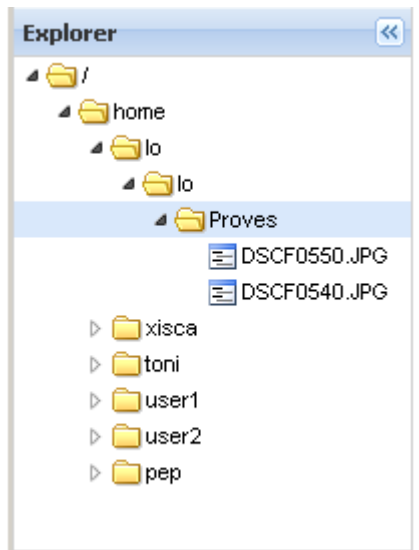 Explorer
/
home
lo
lo
Proves
DSCF0550.JPG
DSCF0540.JPG
xisca
toni
user1
user2
pep